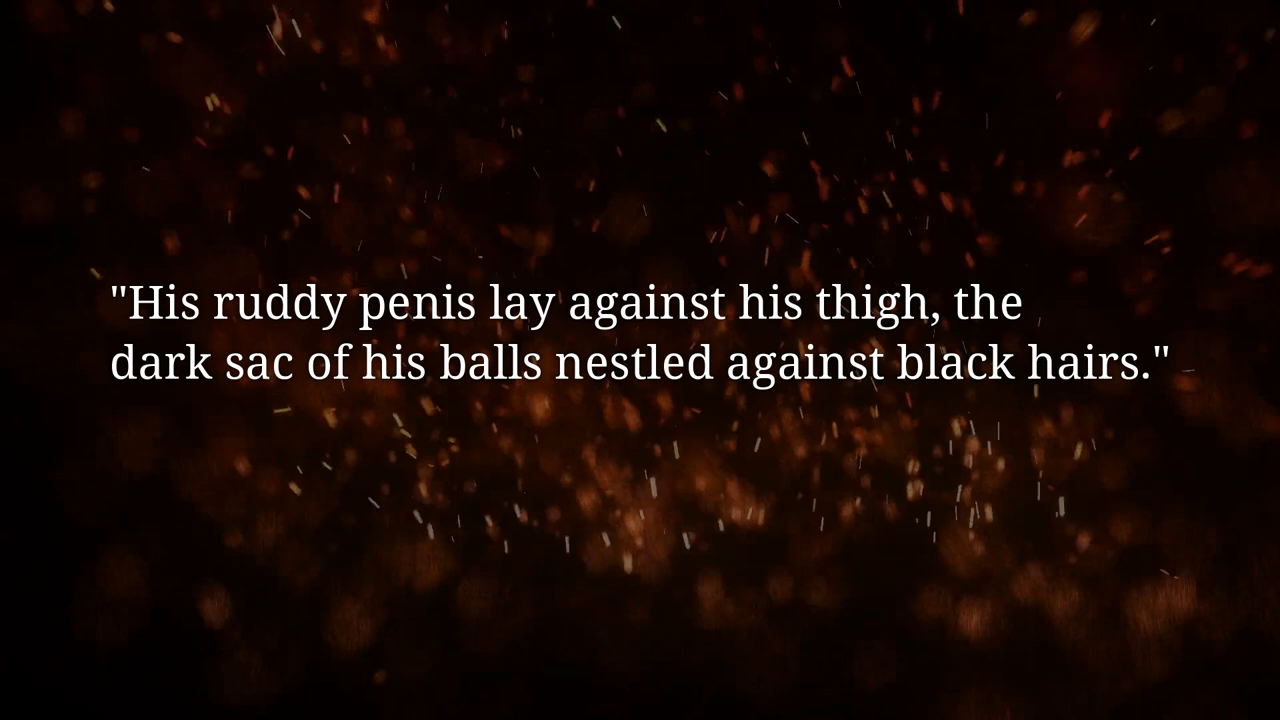 "His ruddy penis lay against his thigh, the
dark sac of his balls nestled against black hairs."